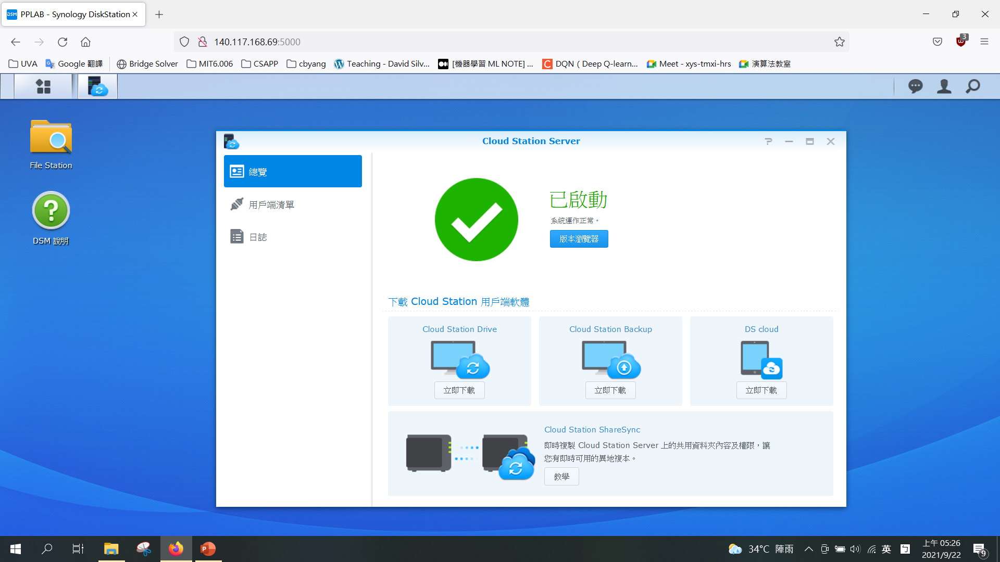 PPLAB - Synology DiskStation
140.117.168.69:5000
3
UVA
Google 翻譯
Bridge Solver
MIT6.006
CSAPP
cbyang
Teaching - David Silv...
[機器學習 ML NOTE] ...
DQN ( Deep Q-learn...
Meet - xys-tmxi-hrs
演算法教室
File Station
DSM 說明
Cloud Station Server
總覽
用戶端清單
日誌
已啟動
系統運作正常。
版本瀏覽器
下載 Cloud Station 用戶端軟體
Cloud Station Drive
立即下載
Cloud Station Backup
立即下載
DS cloud
立即下載
Cloud Station ShareSync
即時複製 Cloud Station Server 上的共用資料夾內容及權限，讓
您有即時可用的異地複本。
教學
34°C 陣雨
英
上午 05:26
2021/9/22
9